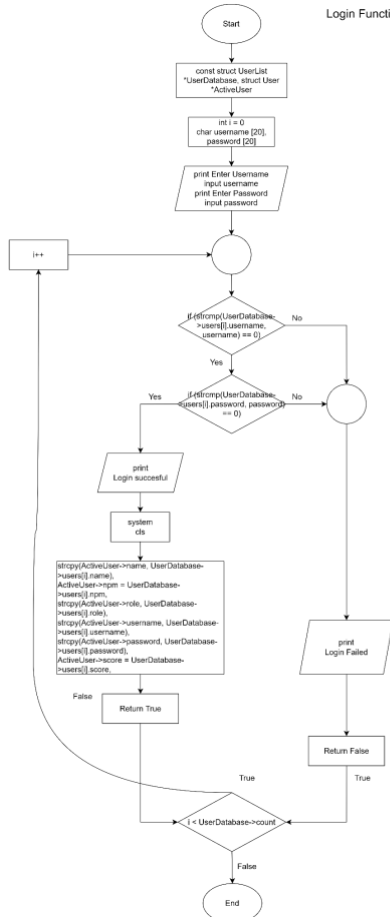 Login Functi
Start
const struct UserList
*UserDatabase, struct User
*ActiveUser
int i = 0
char username [20],
password [20]
print Enter Username
input username
print Enter Password
input password
i++
if (strcmp(UserDatabase-
>users[i].username,
username) == 0)
No
Yes
if (strcmp(UserDatabase-
>users[i].password, password)
== 0)
Yes
No
print
Login succesful
system
cls
strcpy(ActiveUser->name, UserDatabase-
>users[i].name),
ActiveUser->npm = UserDatabase-
>users[i].npm,
strcpy(ActiveUser->role, UserDatabase-
>users[i].role),
strcpy(ActiveUser->username, UserDatabase-
>users[i].username),
strcpy(ActiveUser->password, UserDatabase-
>users[i].password),
ActiveUser->score = UserDatabase-
>users[i].score,
print
Login Failed
False
Return True
Return False
True
True
i < UserDatabase->count
False
End